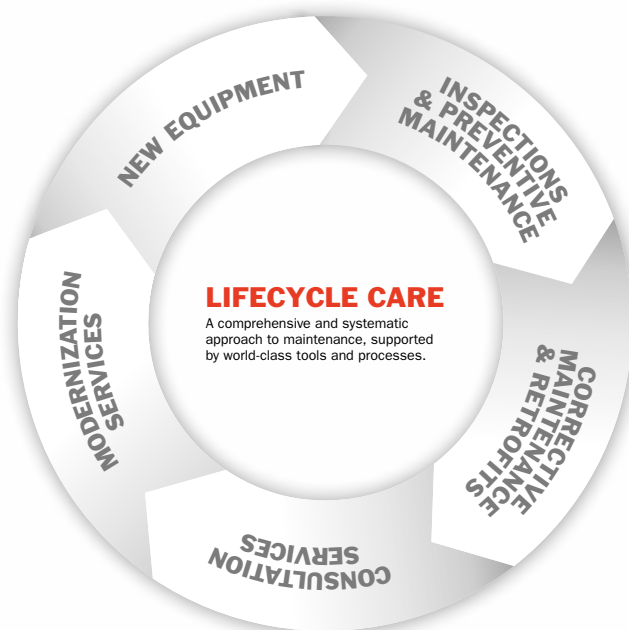 NEW EQUIPMENT
INSPECTIONS
& PREVENTIVE
MAINTENANCE
CORRECTIVE
MAINTENANCE
& RETROFITS
CONSULTATION
SERVICES
MODERNIZATION
SERVICES
LIFECYCLE CARE
A comprehensive and systematic
approach to maintenance, supported
by world-class tools and processes.